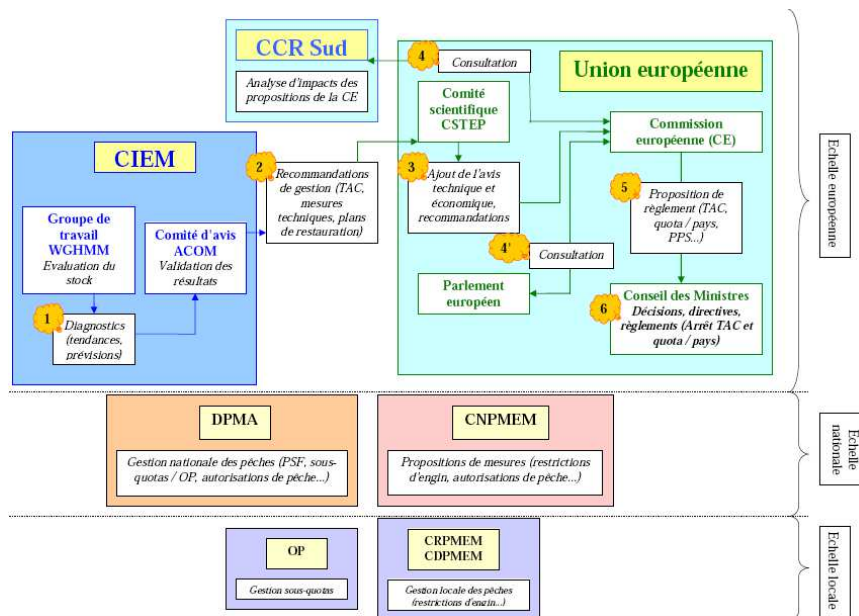 CCR Sud
Analyse d'impacts des
propositions de la CE
4
Consultation
Union européenne
Comité
scientifique
CSTEP
Commission
européenne (CE)
CIEM
2
Recommandations
de gestion (TAC,
mesures
techniques, plans
de restauration)
3
Ajout de l'avis
technique et
économique,
recommandations
5
Proposition de
règlement (TAC,
quota / pays,
PPS...)
Groupe de
travail
WGHMM
Evaluation du
stock
Comité d'avis
ACOM
Validation des
résultats
4'
Consultation
Parlement
européen
6
Conseil des Ministres
Décisions, directives,
règlements (Arrêt TAC et
quota / pays)
1
Diagnostics
(tendances,
prévisions)
Echelle européenne
DPMA
Gestion nationale des pêches (PSF, sous-
quotas / OP, autorisations de pêche...)
CNPMEM
Propositions de mesures (restrictions
d'engin, autorisations de pêche...)
Echelle
nationale
OP
Gestion sous-quotas
CRPMEM
CDPMEM
Gestion locale des pêches
(restrictions d'engin...)
Echelle locale